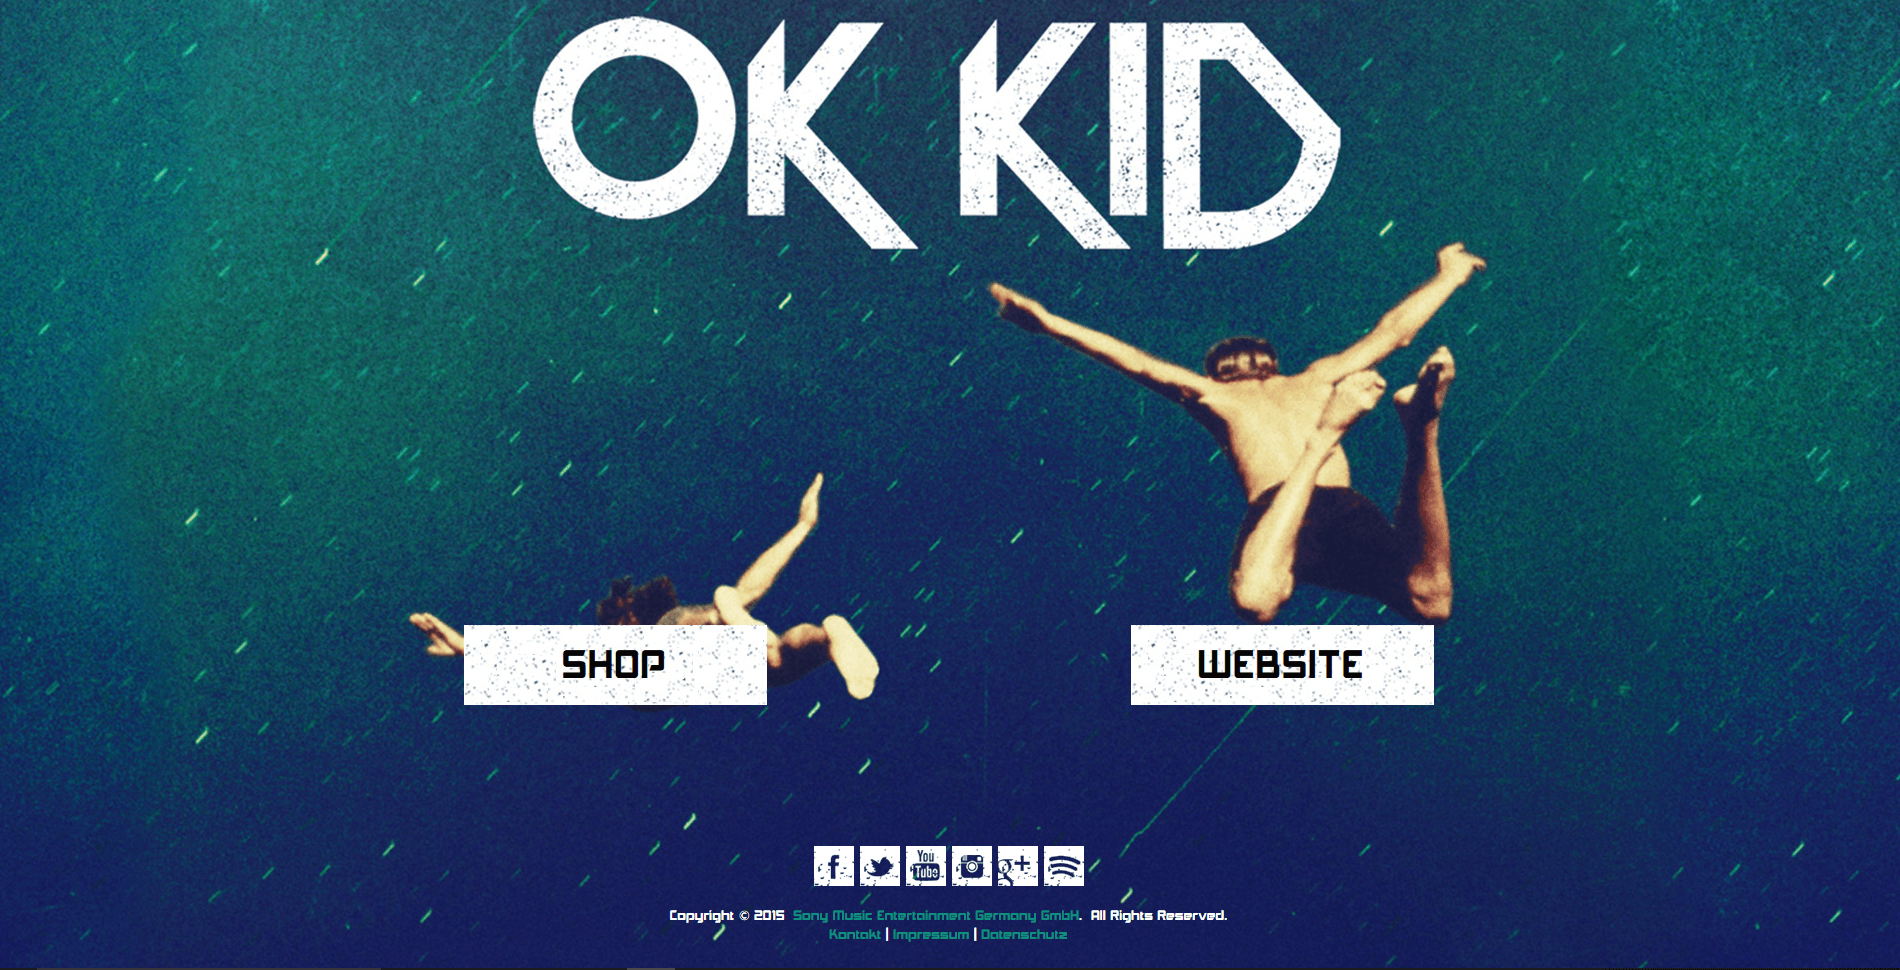 OK KID
SHOP
WEBSITE
f
You
Tube
g+
Copyright © 2015 Sony Music Entertainment Germany GmbH. All Rights Reserved.
Kontakt | Impressum | Datenschutz